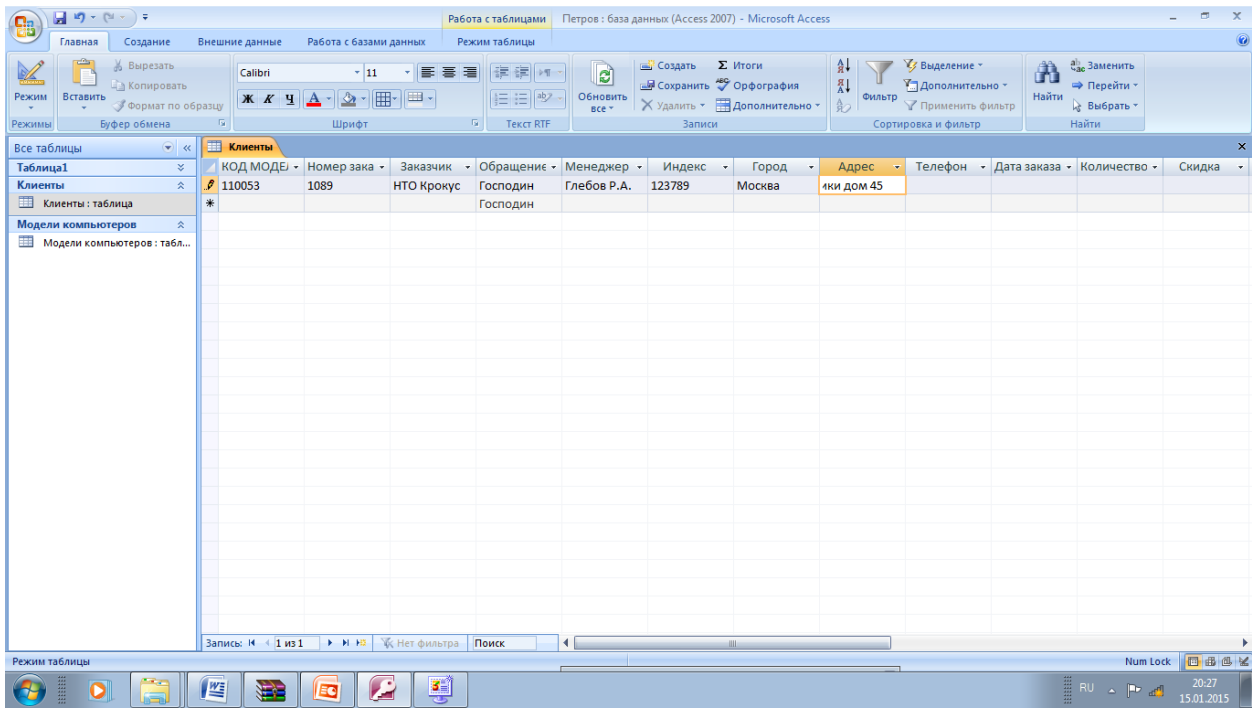 Работа с таблицами Петров : база данных (Access 2007) - Microsoft Access
Главная Создание Внешние данные Работа с базами данных Режим таблицы
Режим
Режимы
Вставить
Вырезать
Копировать
Формат по образцу
Буфер обмена
Calibri 11
Ж К Ч А
Шрифт
Текст RTF
Обновить все
Создать
Сохранить
Удалить
Итоги
Орфография
Дополнительно
Записи
Фильтр
Выделение
Дополнительно
Применить фильтр
Сортировка и фильтр
Найти
Заменить
Перейти
Выбрать
Найти
Все таблицы
Таблица1
Клиенты
Клиенты : таблица
Модели компьютеров
Модели компьютеров : табл...
Клиенты
КОД МОДЕЛ Номер зака Заказчик Обращение Менеджер Индекс Город Адрес Телефон Дата заказа Количество Скидка
110053 1089 НТО Крокус Господин Глебов Р.А. 123789 Москва ики дом 45
Господин
Запись: 1 из 1 Нет фильтра Поиск
Режим таблицы Num Lock
RU 20:27
15.01.2015